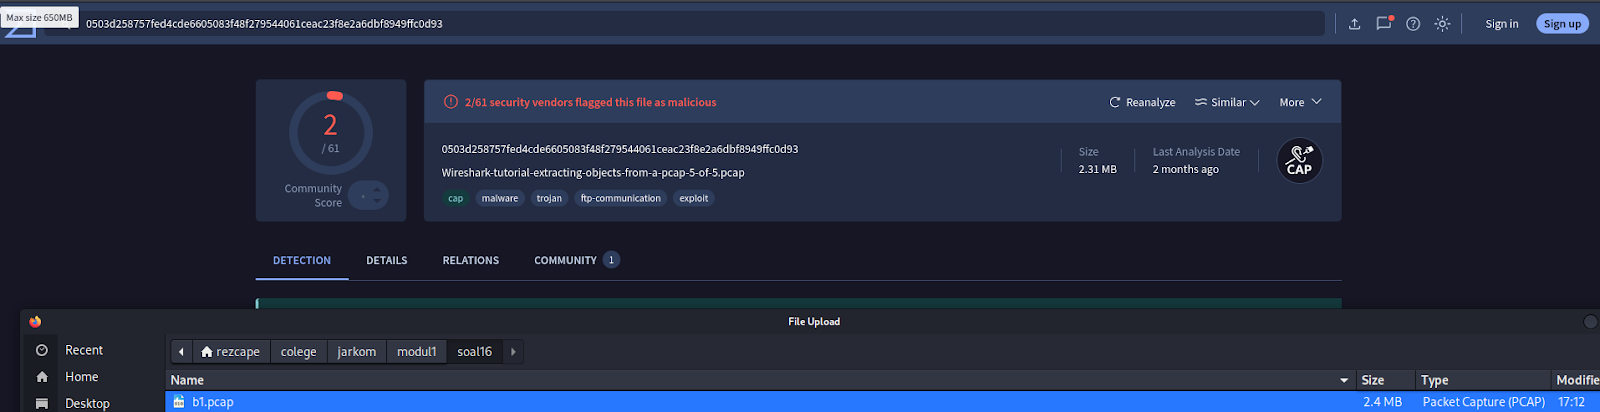 Max size 650MB
0503d258757fed4cde6605083f48f279544061ceac23f8e2a6dbf8949ffc0d93
Sign in
Sign up
2
/ 61
Community
Score
2/61 security vendors flagged this file as malicious
Reanalyze
Similar
More
0503d258757fed4cde6605083f48f279544061ceac23f8e2a6dbf8949ffc0d93
Wireshark-tutorial-extracting-objects-from-a-pcap-5-of-5.pcap
cap
malware
trojan
ftp-communication
exploit
Size
2.31 MB
Last Analysis Date
2 months ago
CAP
DETECTION
DETAILS
RELATIONS
COMMUNITY
1
File Upload
Recent
Home
Desktop
rezcape
colege
jarkom
modul1
soal16
Name
Size
Type
Modifie
b1.pcap
2.4 MB
Packet Capture (PCAP)
17:12